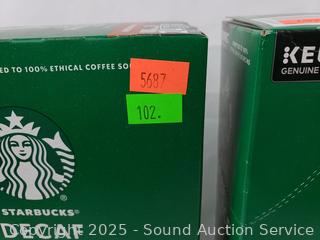 ED TO 100% ETHICAL COFFEE SO
5687
102.
STARBUCKS®
DECAF
KEU
GENUINE
Copyright 2025 - Sound Auction Service